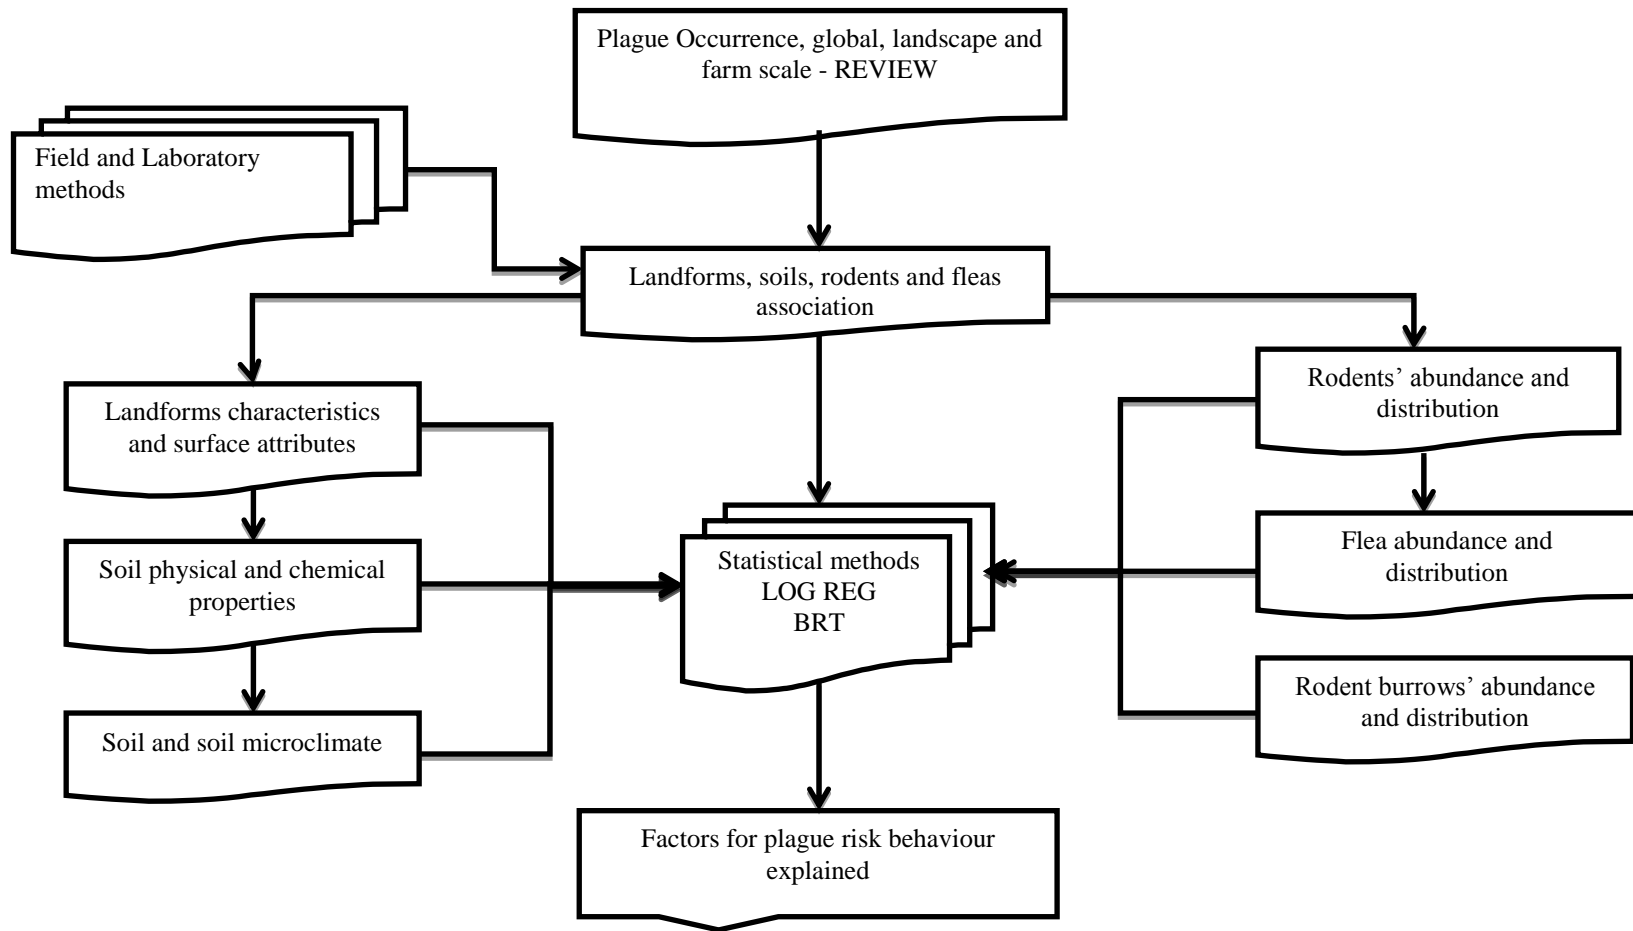 Plague Occurrence, global, landscape and
farm scale - REVIEW
Field and Laboratory
methods
Landforms, soils, rodents and fleas
association
Landforms characteristics
and surface attributes
Rodents’ abundance and
distribution
Soil physical and chemical
properties
Statistical methods
LOG REG
BRT
Flea abundance and
distribution
Soil and soil microclimate
Rodent burrows’ abundance
and distribution
Factors for plague risk behaviour
explained